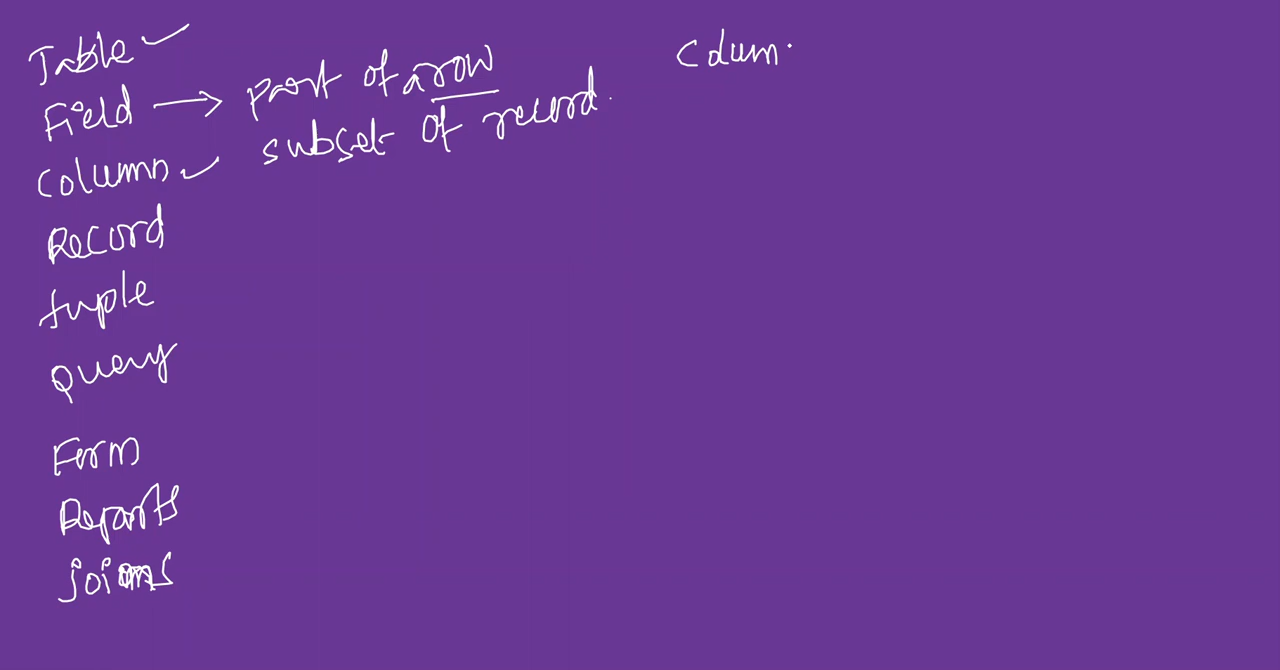 Table
Field → part of a row
subset of record.
Column
Record
tuple
Query
Form
Reports
joins
Colum